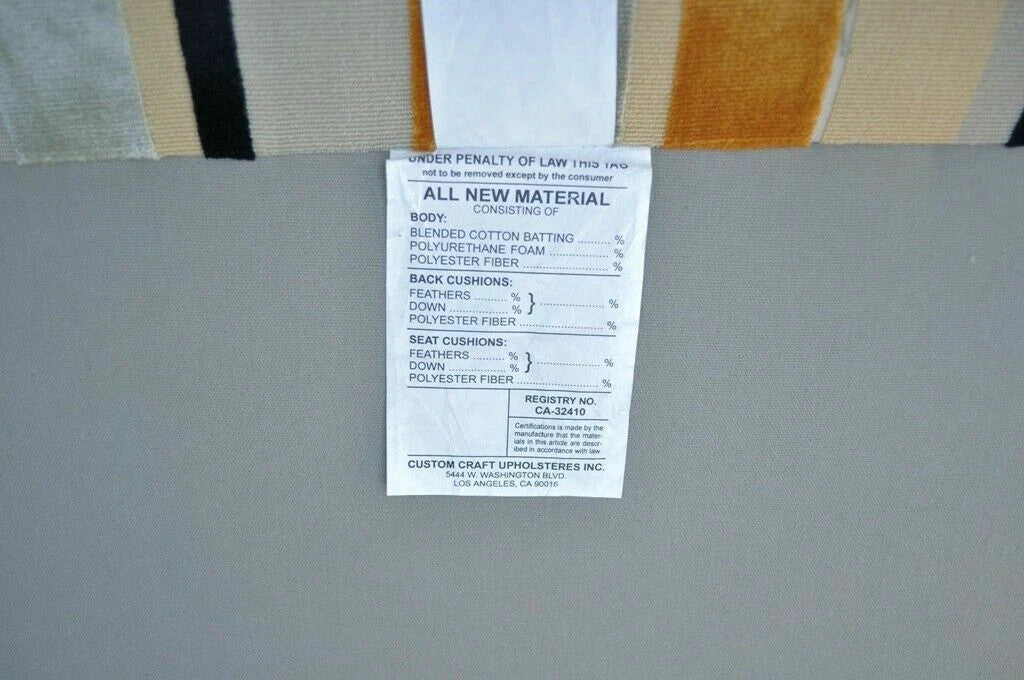 UNDER PENALTY OF LAW THIS TAG
not to be removed except by the consumer
ALL NEW MATERIAL
CONSISTING OF
BODY:
BLENDED COTTON BATTING .......... %
POLYURETHANE FOAM .................. %
POLYESTER FIBER .......................... %
BACK CUSHIONS:
FEATHERS .......... % } .................... %
DOWN .................. %
POLYESTER FIBER ......................... %
SEAT CUSHIONS:
FEATHERS .......... % } .................... %
DOWN .................. %
POLYESTER FIBER ......................... %
REGISTRY NO.
CA-32410
Certifications is made by the
manufacture that the mater-
ials in this article are descr-
ibed in accordance with law
CUSTOM CRAFT UPHOLSTERES INC.
5444 W. WASHINGTON BLVD.
LOS ANGELES, CA 90016